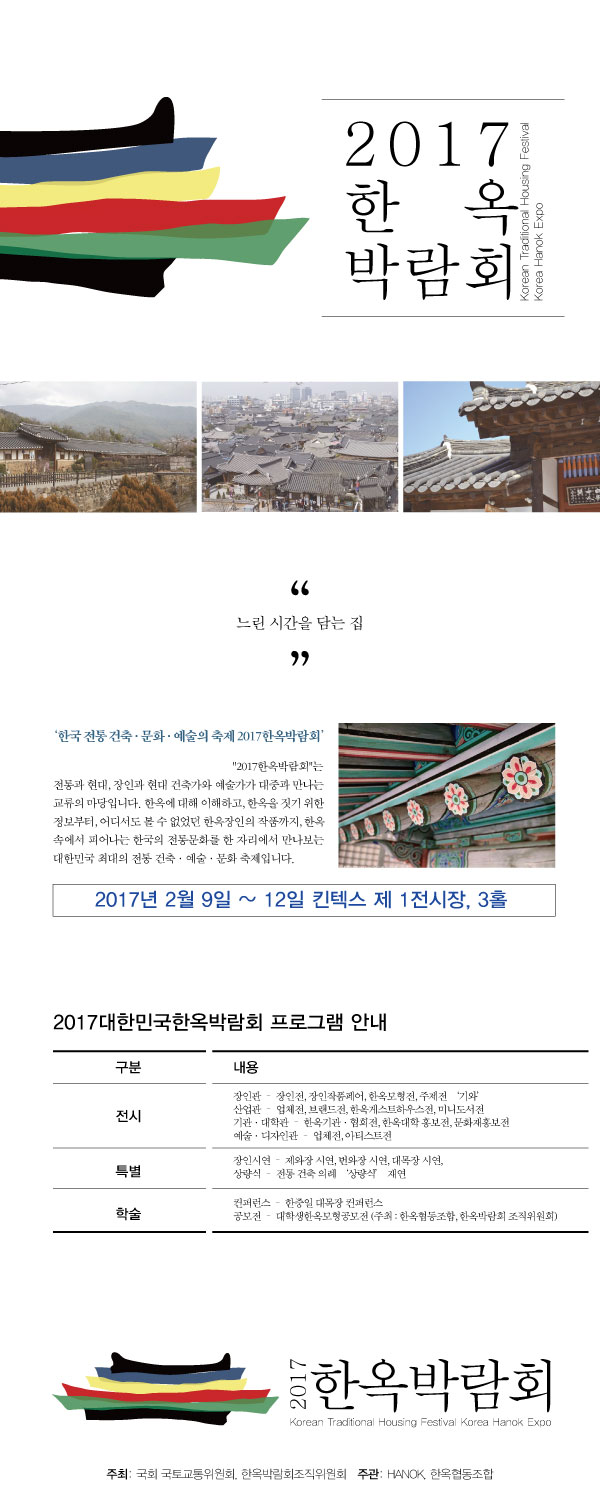 2017
한옥
박람회
Korean Traditional Housing Festival
Korea Hanok Expo
“
느린 시간을 담는 집
”
‘한국 전통 건축·문화·예술의 축제 2017한옥박람회’
"2017한옥박람회"는
전통과 현대, 장인과 현대 건축가와 예술가가 대중과 만나는
교류의 마당입니다. 한옥에 대해 이해하고, 한옥을 짓기 위한
정보부터, 어디서도 볼 수 없었던 한옥장인의 작품까지, 한옥
속에서 피어나는 한국의 전통문화를 한 자리에서 만나보는
대한민국 최대의 전통 건축·예술·문화 축제입니다.
2017년 2월 9일 ~ 12일 킨텍스 제 1전시장, 3홀
2017대한민국한옥박람회 프로그램 안내
구분 내용
전시
장인관 - 장인전, 장인작품페어, 한옥모형전, 주제전 ‘기와’
산업관 - 업체전, 브랜드전, 한옥게스트하우스전, 미니도서전
기관·대학관 - 한옥기관·협회전, 한옥대학 홍보전, 문화재홍보전
예술·디자인관 - 업체전, 아티스트전
특별
장인시연 - 제와장 시연, 번와장 시연, 대목장 시연,
상량식 - 전통 건축 의례 ‘상량식’ 재연
학술
컨퍼런스 - 한중일 대목장 컨퍼런스
공모전 - 대학생한옥모형공모전 (주최 : 한옥협동조합, 한옥박람회 조직위원회)
2017 한옥박람회
Korean Traditional Housing Festival Korea Hanok Expo
주최: 국회 국토교통위원회, 한옥박람회조직위원회 주관: HANOK, 한옥협동조합